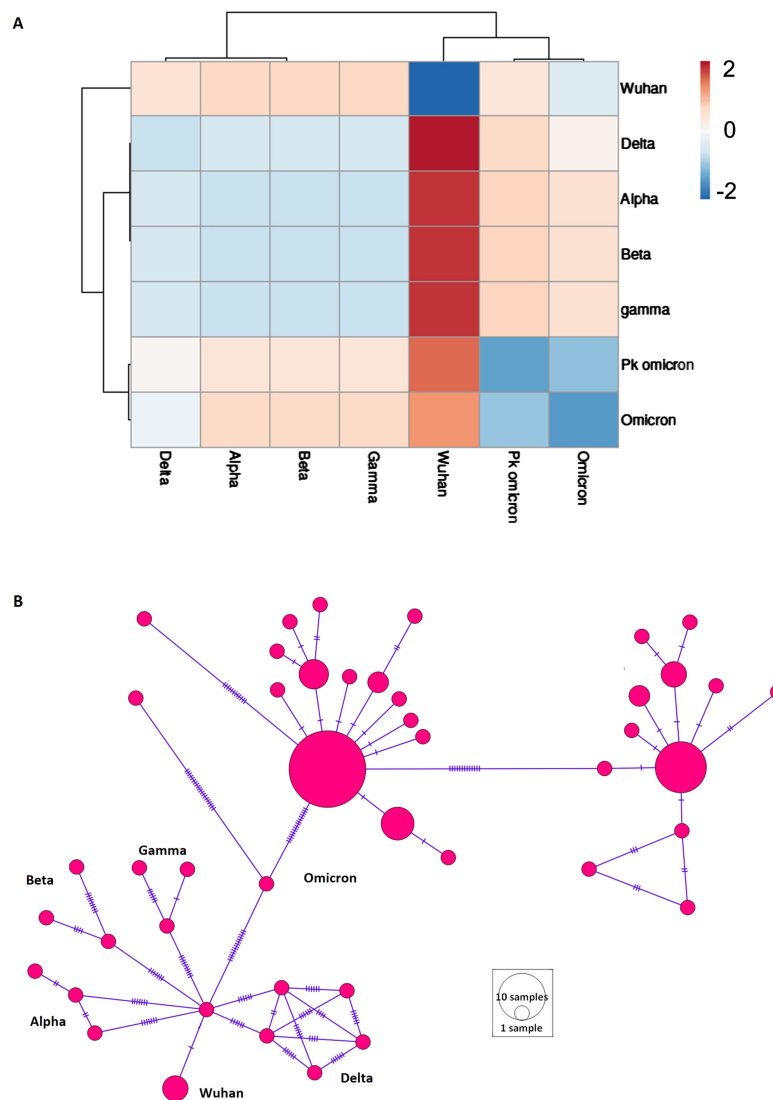 A
Wuhan
Delta
Alpha
Beta
gamma
Pk omicron
Omicron
2
0
-2
Delta
Alpha
Beta
Gamma
Wuhan
Pk omicron
Omicron
B
Gamma
Beta
Omicron
Alpha
Wuhan
Delta
10 samples
1 sample